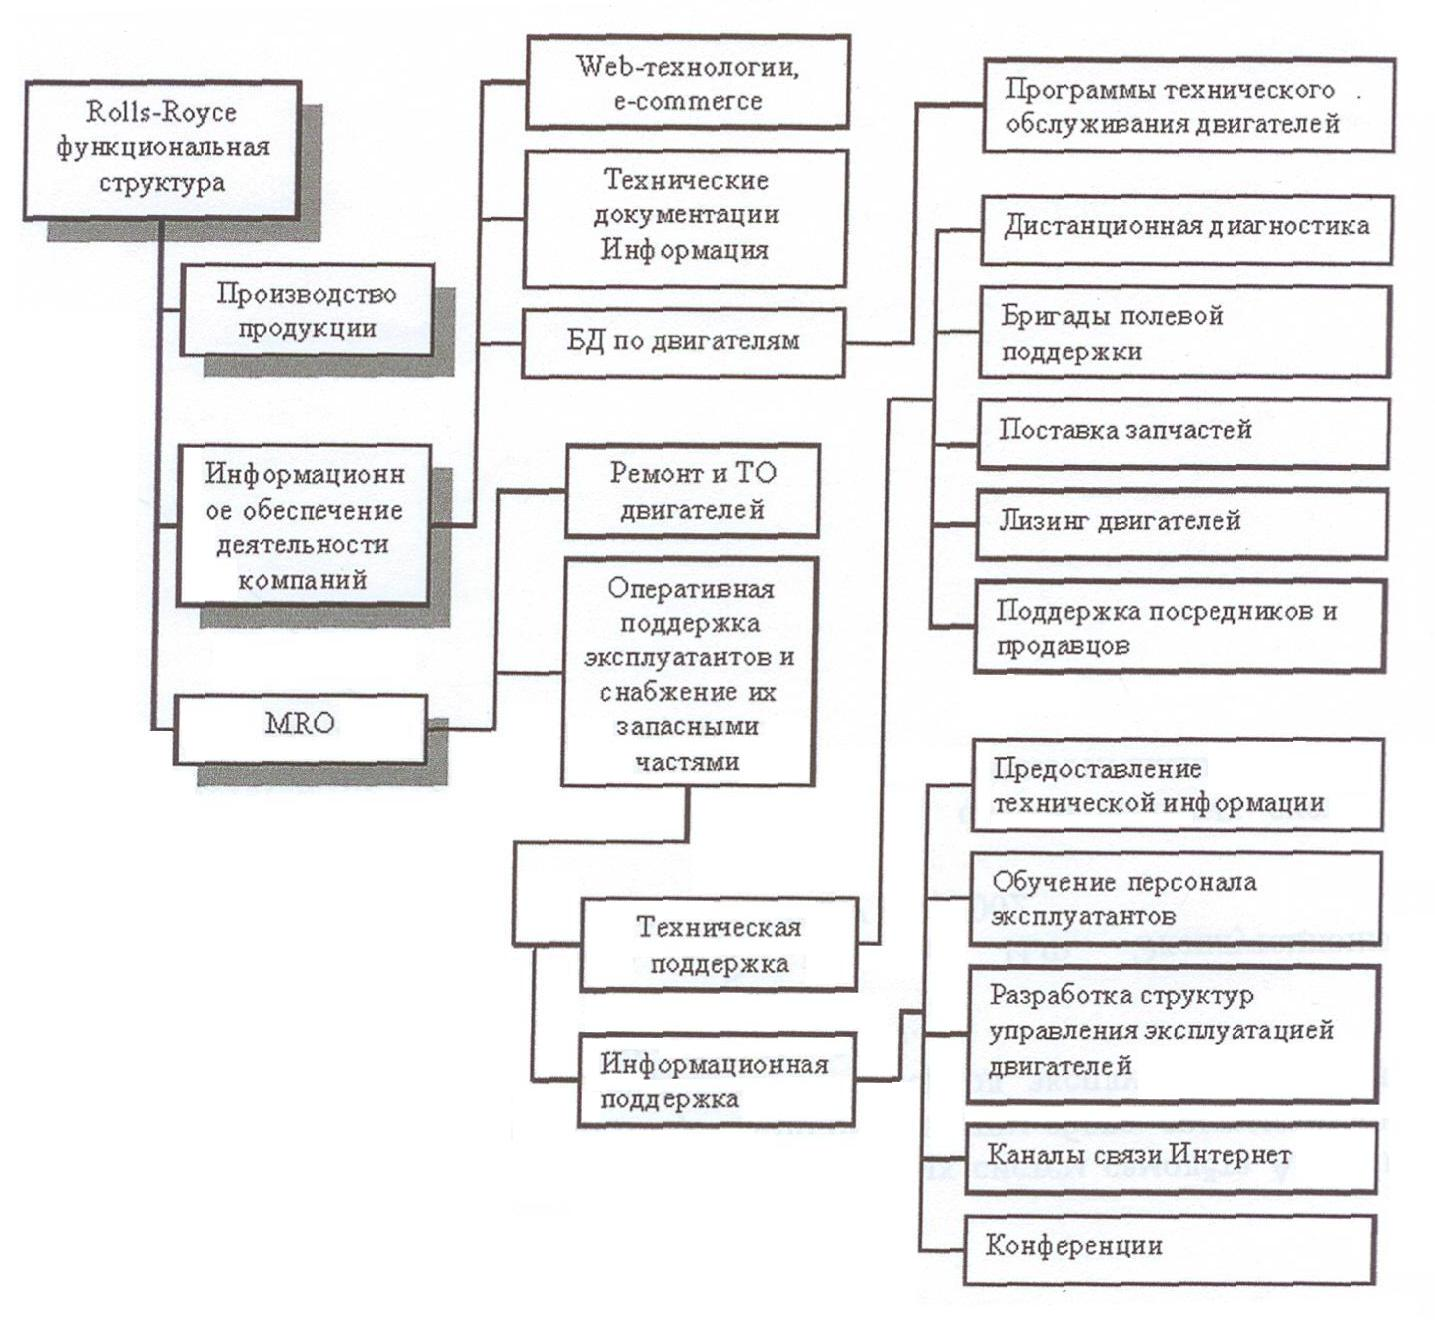 Rolls-Royce
функциональная
структура
Производство
продукции
Информационн
ое обеспечение
деятельности
компаний
MRO
Web-технологии,
e-commerce
Технические
документации
Информация
БД по двигателям
Ремонт и ТО
двигателей
Оперативная
поддержка
эксплуатантов и
снабжение их
запасными
частями
Техническая
поддержка
Информационная
поддержка
Программы технического
обслуживания двигателей
Дистанционная диагностика
Бригады полевой
поддержки
Поставка запчастей
Лизинг двигателей
Поддержка посредников и
продавцов
Предоставление
технической информации
Обучение персонала
эксплуатантов
Разработка структур
управления эксплуатацией
двигателей
Каналы связи Интернет
Конференции